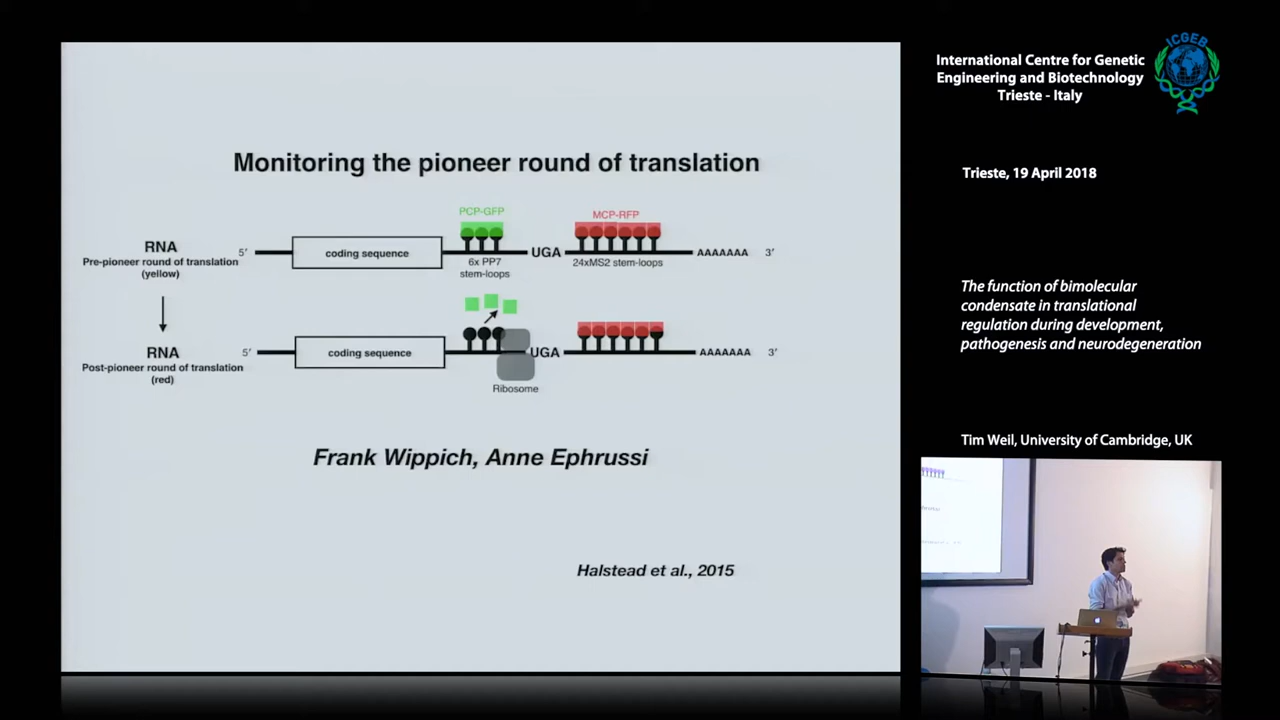 Monitoring the pioneer round of translation
PCP-GFP
MCP-RFP
RNA
Pre-pioneer round of translation
(yellow)
5′
coding sequence
6x PP7
stem-loops
UGA
24xMS2 stem-loops
AAAAAAA
3′
RNA
Post-pioneer round of translation
(red)
5′
coding sequence
UGA
Ribosome
AAAAAAA
3′
Frank Wippich, Anne Ephrussi
Halstead et al., 2015
International Centre for Genetic
Engineering and Biotechnology
Trieste - Italy
ICGEB
Trieste, 19 April 2018
The function of bimolecular
condensate in translational
regulation during development,
pathogenesis and neurodegeneration
Tim Weil, University of Cambridge, UK